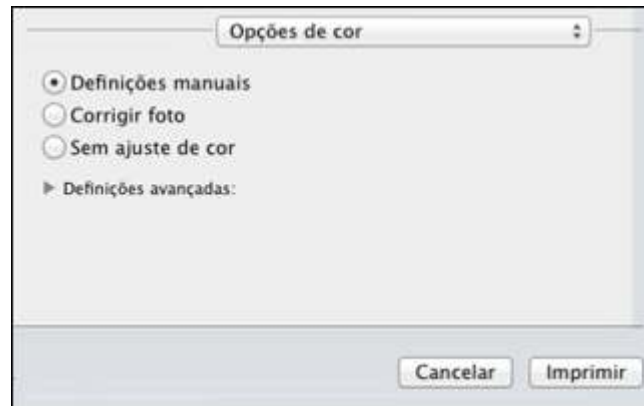 Opções de cor
Definições manuais
Corrigir foto
Sem ajuste de cor
Definições avançadas:
Cancelar
Imprimir